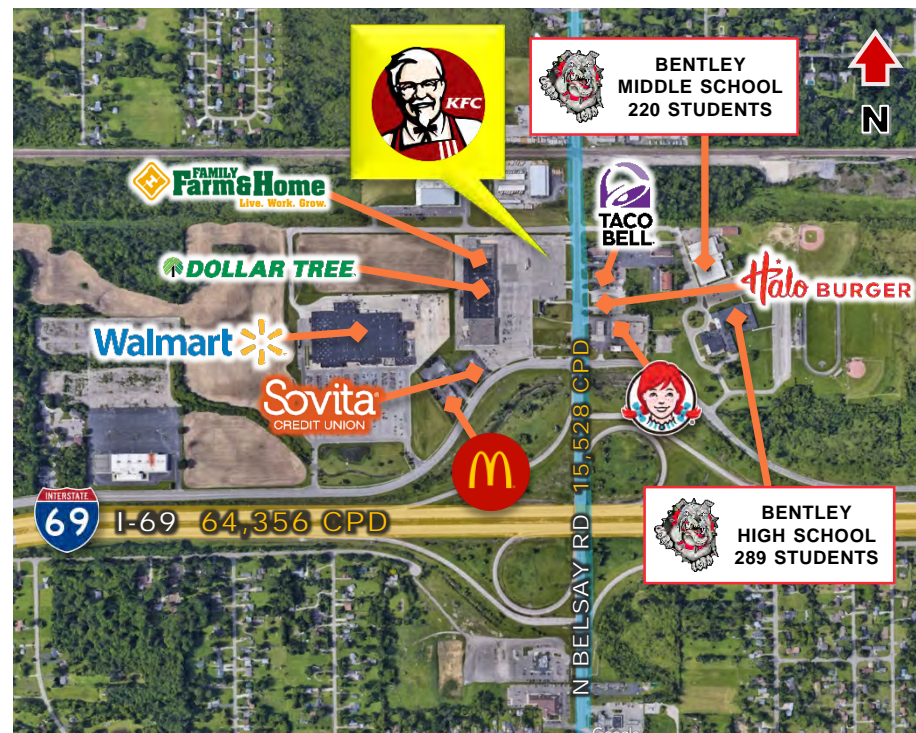 BENTLEY
MIDDLE SCHOOL
220 STUDENTS
KFC
N
FAMILY
Farm&Home
Live. Work. Grow.
TACO
BELL
DOLLAR TREE
Halo BURGER
Walmart
Sovita
CREDIT UNION
INTERSTATE
69
I-69 64,356 CPD
N BELSAY RD 15,528 CPD
BENTLEY
HIGH SCHOOL
289 STUDENTS
Google